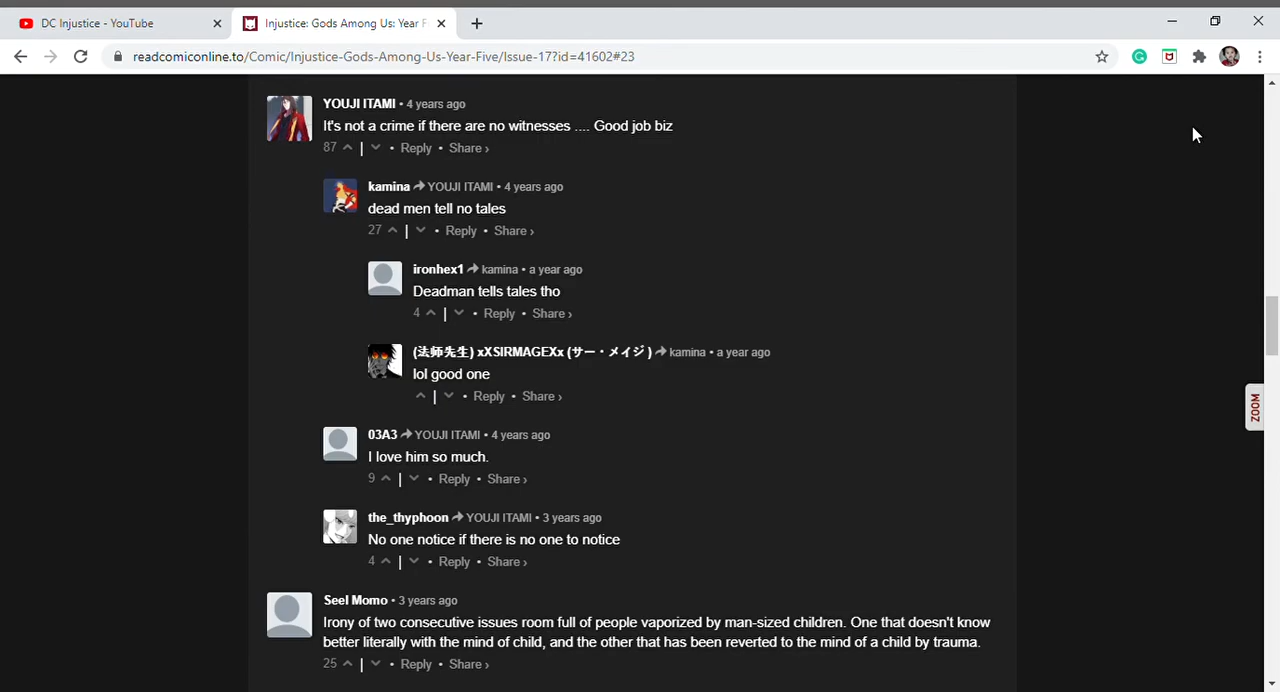 DC Injustice - YouTube
Injustice: Gods Among Us: Year F
readcomiconline.to/Comic/Injustice-Gods-Among-Us-Year-Five/Issue-17?id=41602#23
YOUJI ITAMI • 4 years ago
It's not a crime if there are no witnesses .... Good job biz
87 | • Reply • Share ›
kamina YOUJI ITAMI • 4 years ago
dead men tell no tales
27 | • Reply • Share ›
ironhex1 kamina • a year ago
Deadman tells tales tho
4 | • Reply • Share ›
(法师先生) xXSIRMAGEXx (サー・メイジ ) kamina • a year ago
lol good one
| • Reply • Share ›
03A3 YOUJI ITAMI • 4 years ago
I love him so much.
9 | • Reply • Share ›
the_thyphoon YOUJI ITAMI • 3 years ago
No one notice if there is no one to notice
4 | • Reply • Share ›
Seel Momo • 3 years ago
Irony of two consecutive issues room full of people vaporized by man-sized children. One that doesn't know
better literally with the mind of child, and the other that has been reverted to the mind of a child by trauma.
25 | • Reply • Share ›
ZOOM